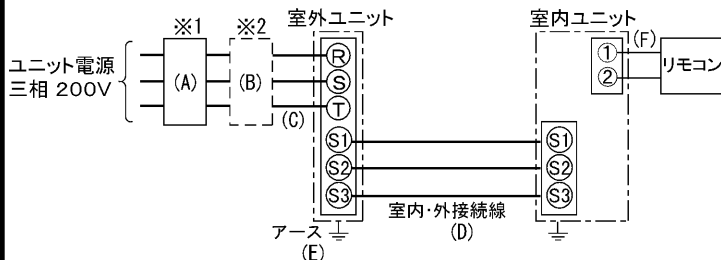 ※1
※2
室外ユニット
室内ユニット
ユニット電源
三相 200V
(A)
(B)
(C)
R
S
T
S1
S2
S3
アース
(E)
室内・外接続線
(D)
①
②
(F)
リモコン
S1
S2
S3